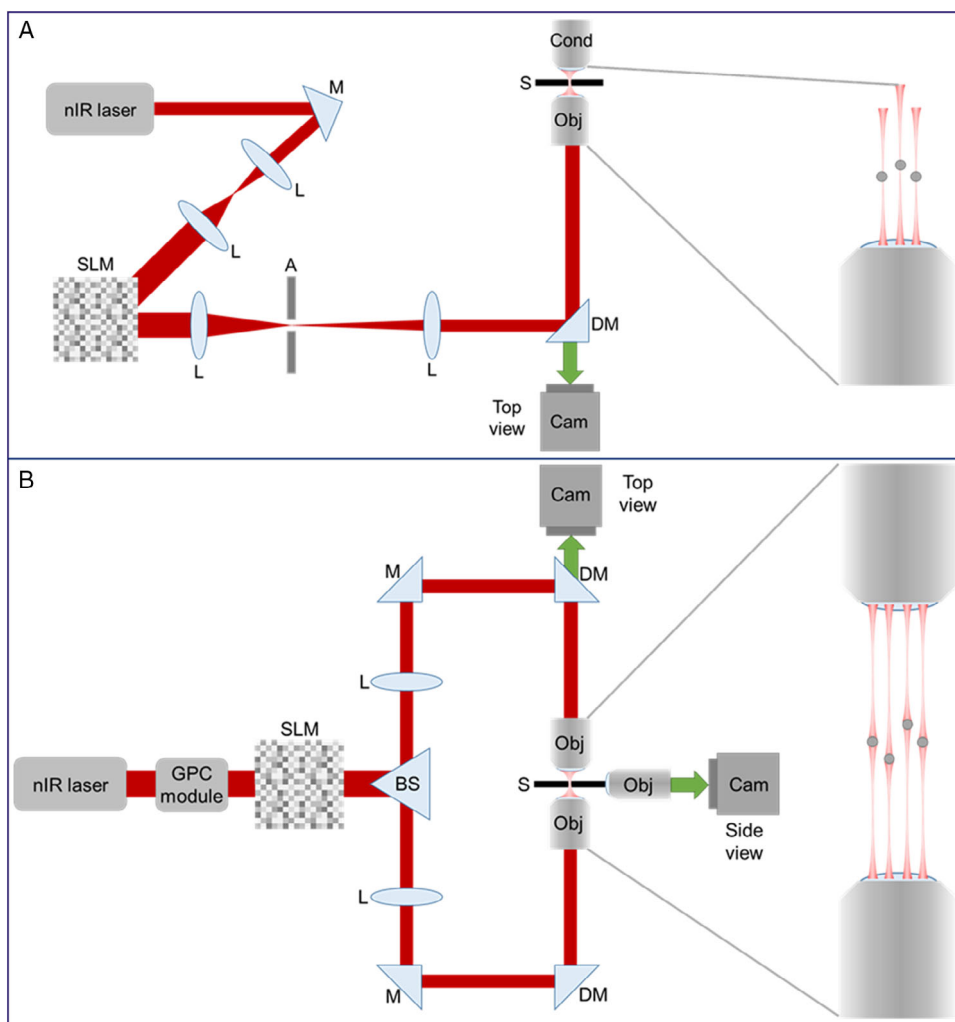 A
nIR laser
M
L
L
SLM
A
L
L
Cond
S
Obj
DM
Top
view
Cam
B
Cam
Top
view
M
DM
L
SLM
nIR laser
GPC
module
BS
Obj
S
Obj
Cam
Obj
Side
view
L
M
DM